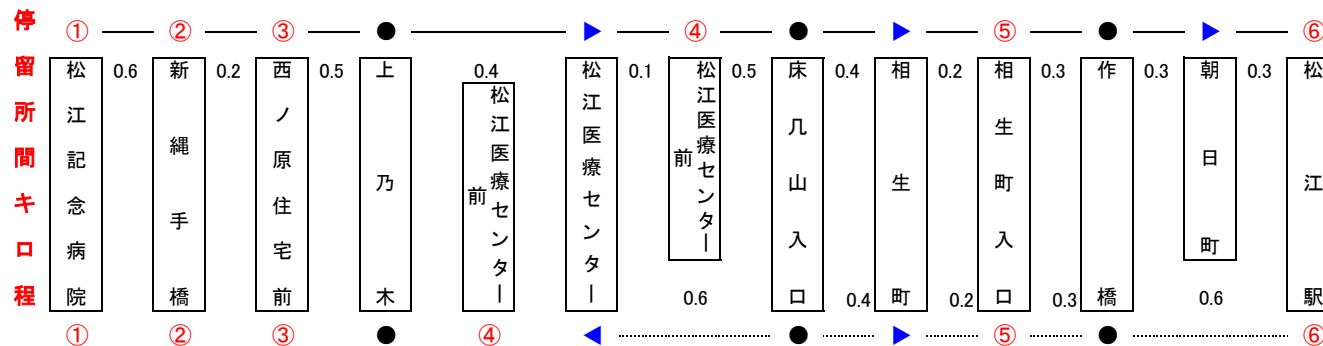 停留所間キロ程
① ② ③ ● ▶ ④ ● ▶ ⑤ ● ▶ ⑥
0.6 0.2 0.5 0.4 0.1 0.5 0.4 0.2 0.3 0.3 0.3
松江記念病院
新縄手橋
西ノ原住宅前
上乃木
松江医療センター前
松江医療センター
松江医療センター前
床几山入口
相生町
相生町入口
作橋
朝日町
松江駅
0.6 0.4 0.2 0.3 0.6
① ② ③ ● ④ ◀ ● ▶ ⑤ ● ⑥